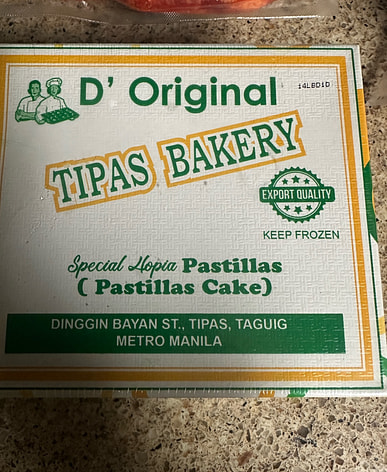 D' Original
14LBD1D
TIPAS BAKERY
EXPORT QUALITY
KEEP FROZEN
Special Hopia Pastillas
( Pastillas Cake)
DINGGIN BAYAN ST., TIPAS, TAGUIG
METRO MANILA